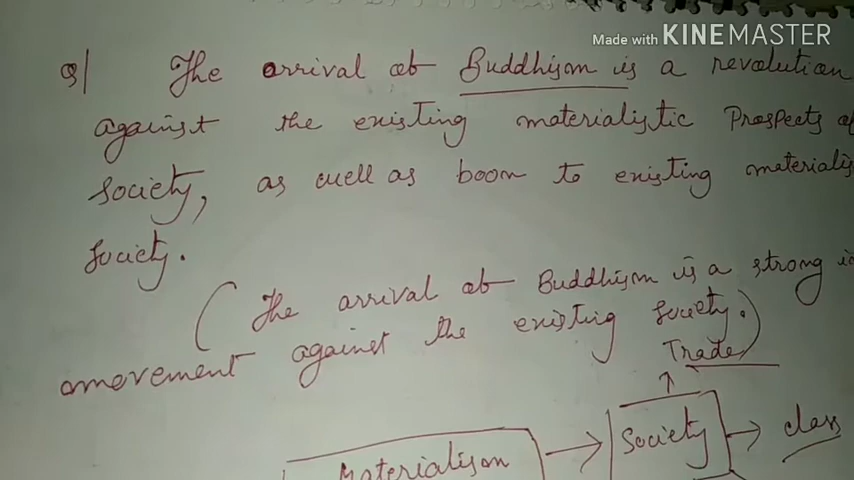 Made with KINEMASTER
Q| The arrival of Buddhism is a revolution
against the existing materialistic Prospects of
society, as well as boom to existing
society.
(The arrival of Buddhism is a strong
movement against the existing society.)
Trade
Materialism → Society → class